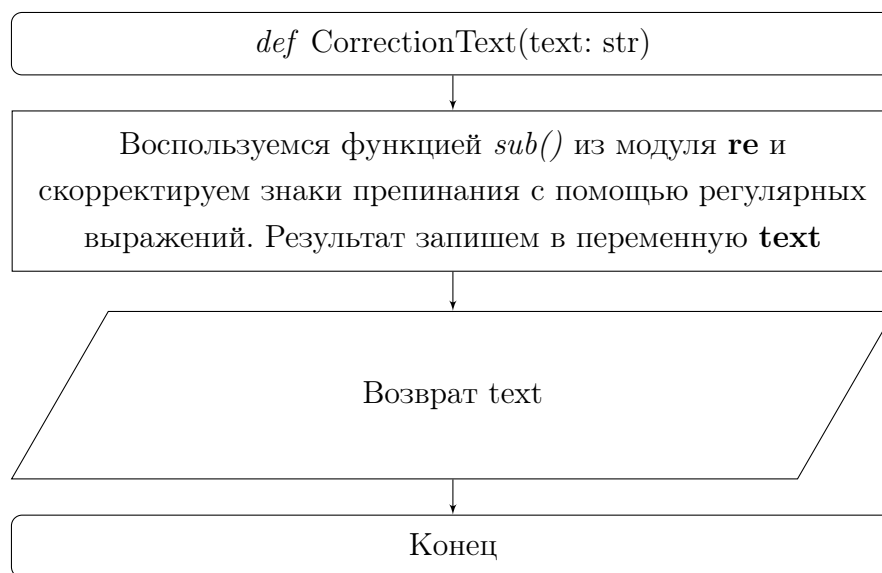 def CorrectionText(text: str)
Воспользуемся функцией sub() из модуля re и
скорректируем знаки препинания с помощью регулярных
выражений. Результат запишем в переменную text
Возврат text
Конец